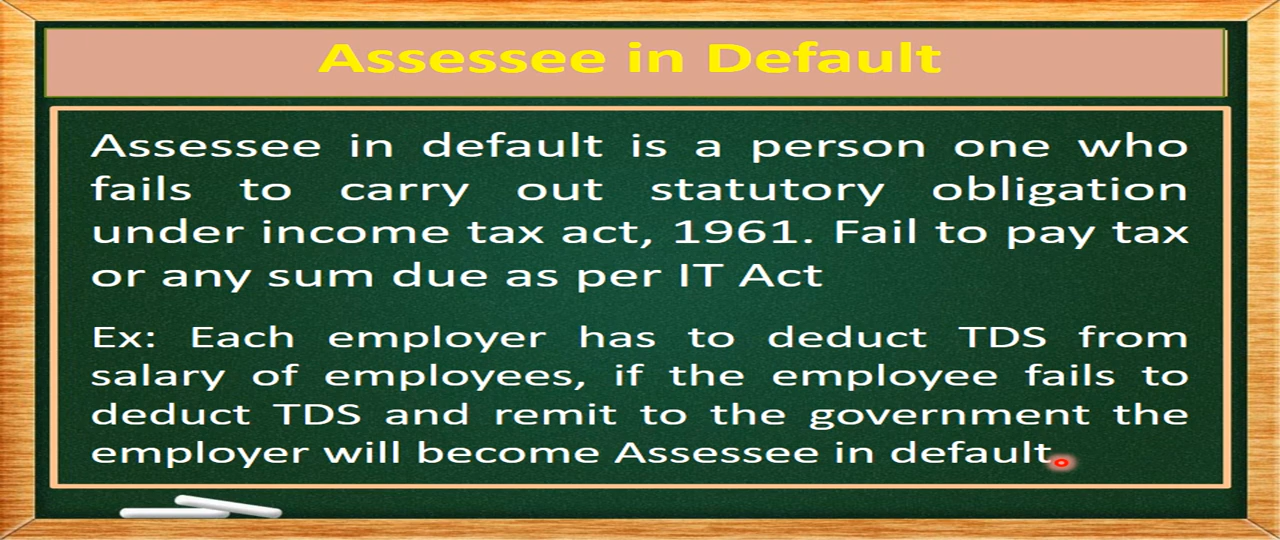 Assessee in Default
Assessee in default is a person one who
fails to carry out statutory obligation
under income tax act, 1961. Fail to pay tax
or any sum due as per IT Act
Ex: Each employer has to deduct TDS from
salary of employees, if the employee fails to
deduct TDS and remit to the government the
employer will become Assessee in default.